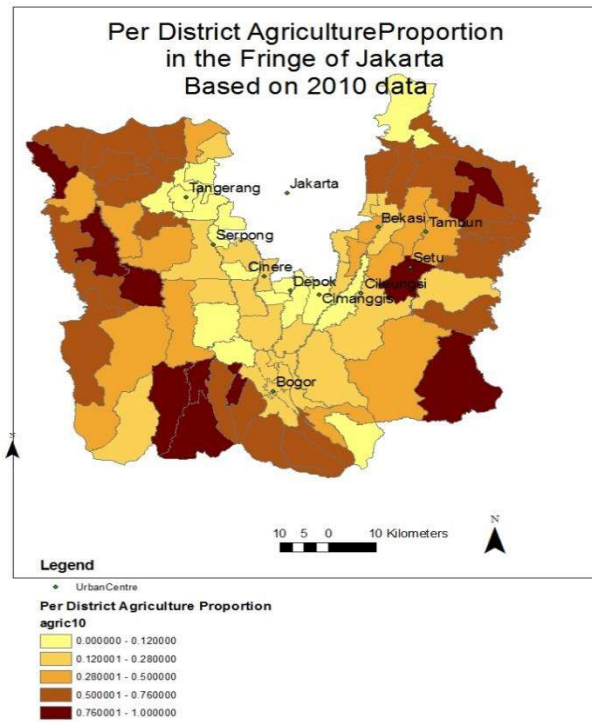 Per District AgricultureProportion
in the Fringe of Jakarta
Based on 2010 data
Tangerang
Jakarta
Bekasi
Tambun
Serpong
Setu
Cinere
Depok
Cileungsi
Cimanggis
Bogor
N
10 5 2 0 10 Kilometers
N
Legend
UrbanCentre
Per District Agriculture Proportion
agric10
0.000000 - 0.120000
0.120001 - 0.280000
0.280001 - 0.500000
0.500001 - 0.760000
0.760001 - 1.000000